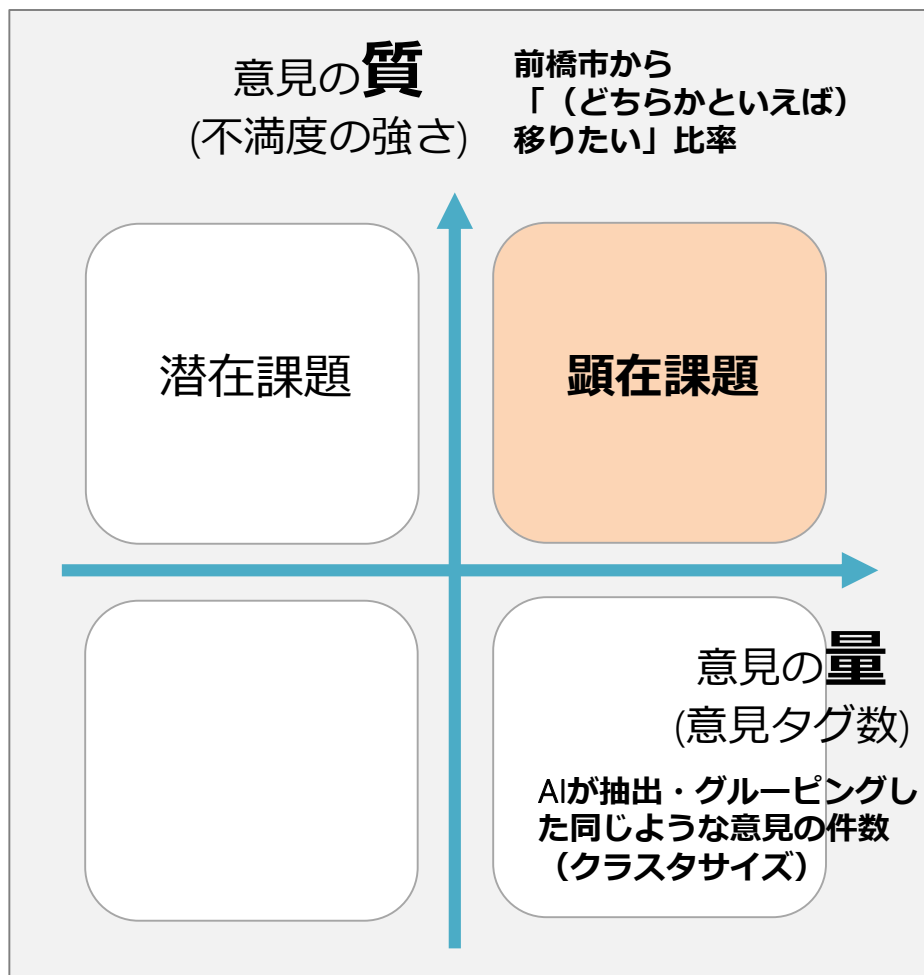 意見の質
(不満度の強さ)
前橋市から
「（どちらかといえば）
移りたい」比率
潜在課題
顕在課題
意見の量
(意見タグ数)
AIが抽出・グルーピングし
た同じような意見の件数
（クラスタサイズ）